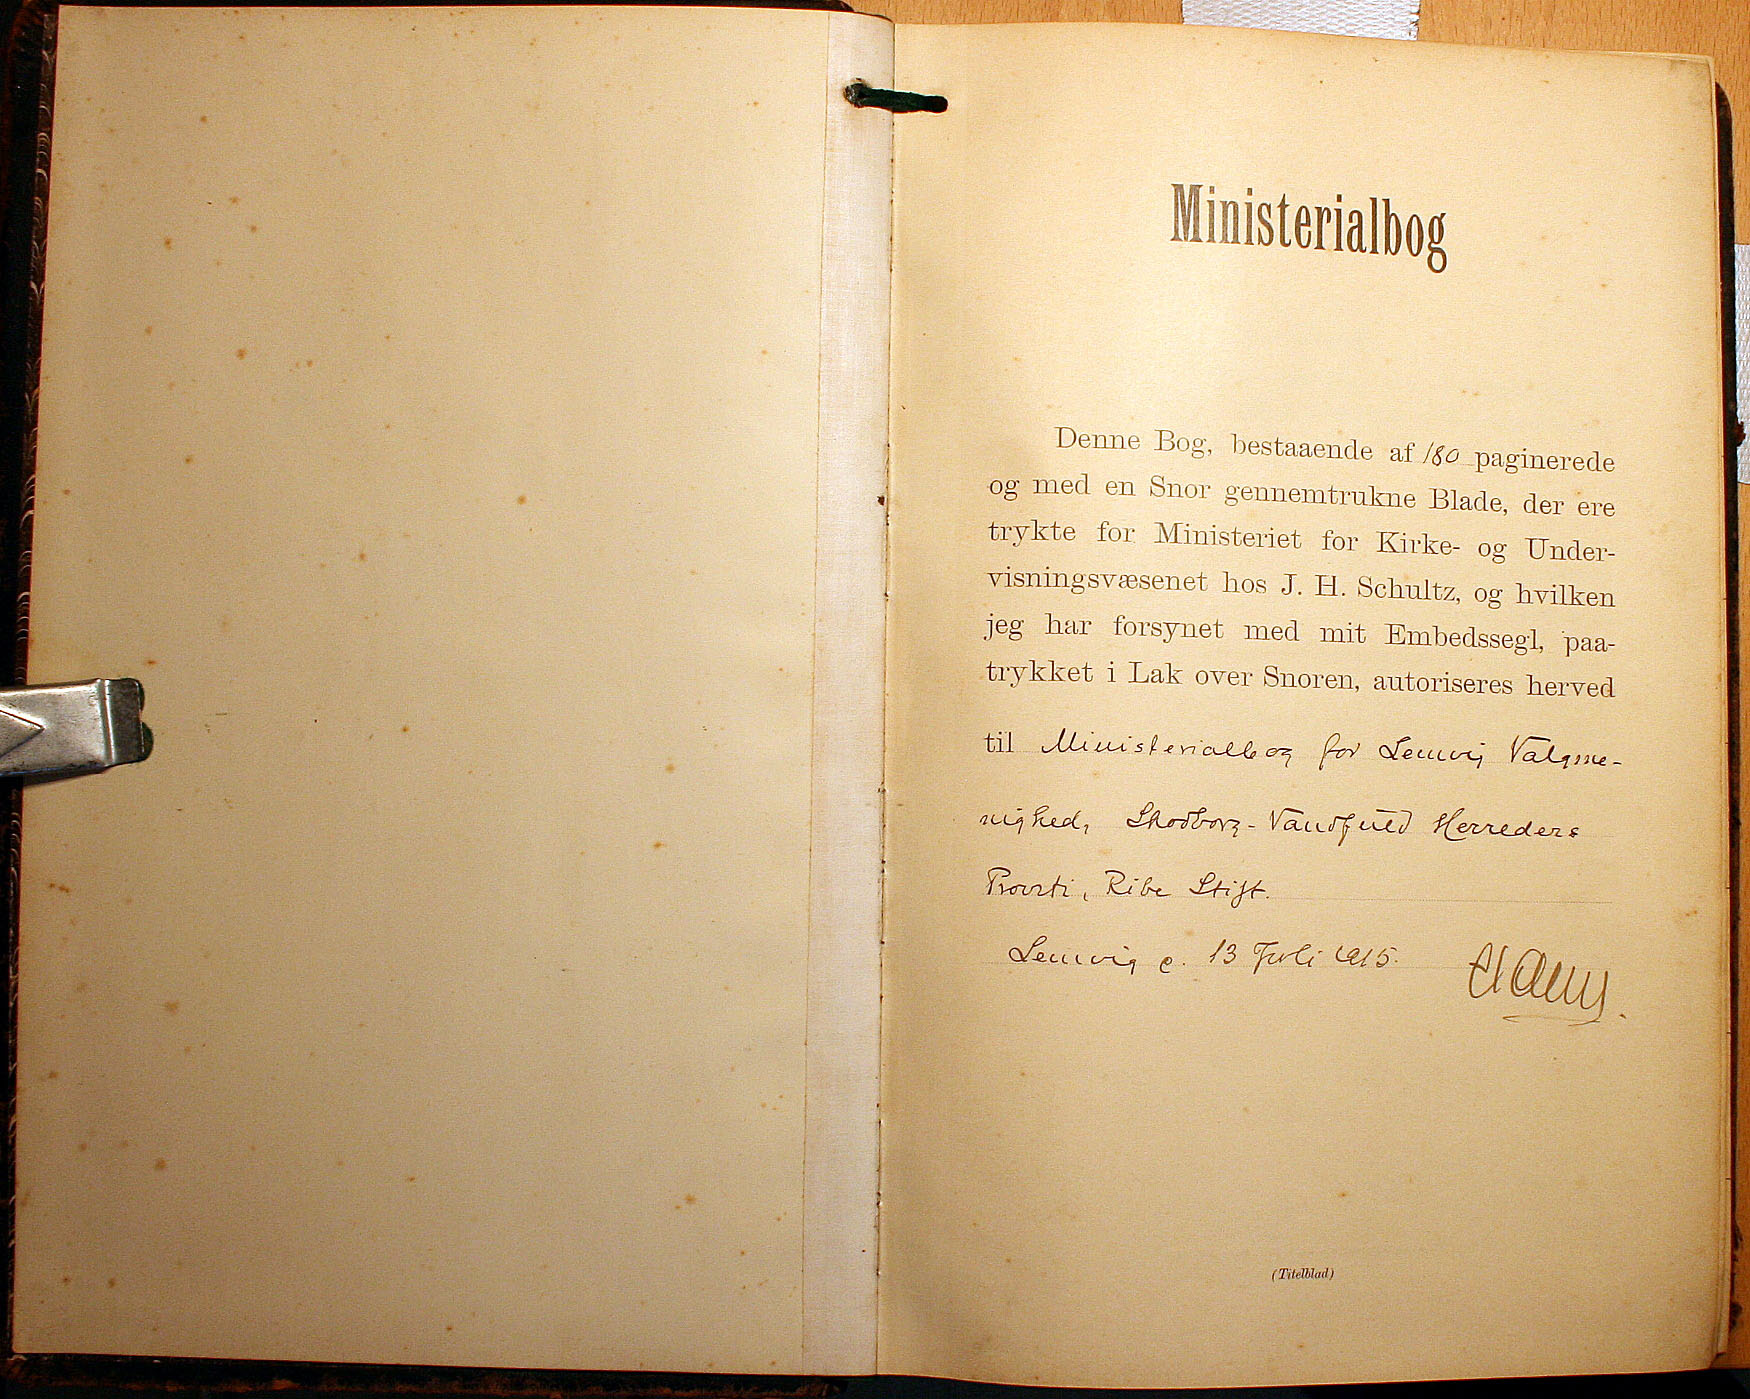 Ministerialbog
Denne Bog, bestaaende af 180 paginerede
og med en Snor gennemtrukne Blade, der ere
trykte for Ministeriet for Kirke- og Under-
visningsvæsenet hos J. H. Schultz, og hvilken
jeg har forsynet med mit Embedssegl, paa-
trykket i Lak over Snoren, autoriseres herved
til Ministerialbog for Lemvig Valgme-
nighed, Skodborg-Vandfuld Herreders
Provsti, Ribe Stift.
Lemvig d. 13 Juli 1915.
(Titelblad)